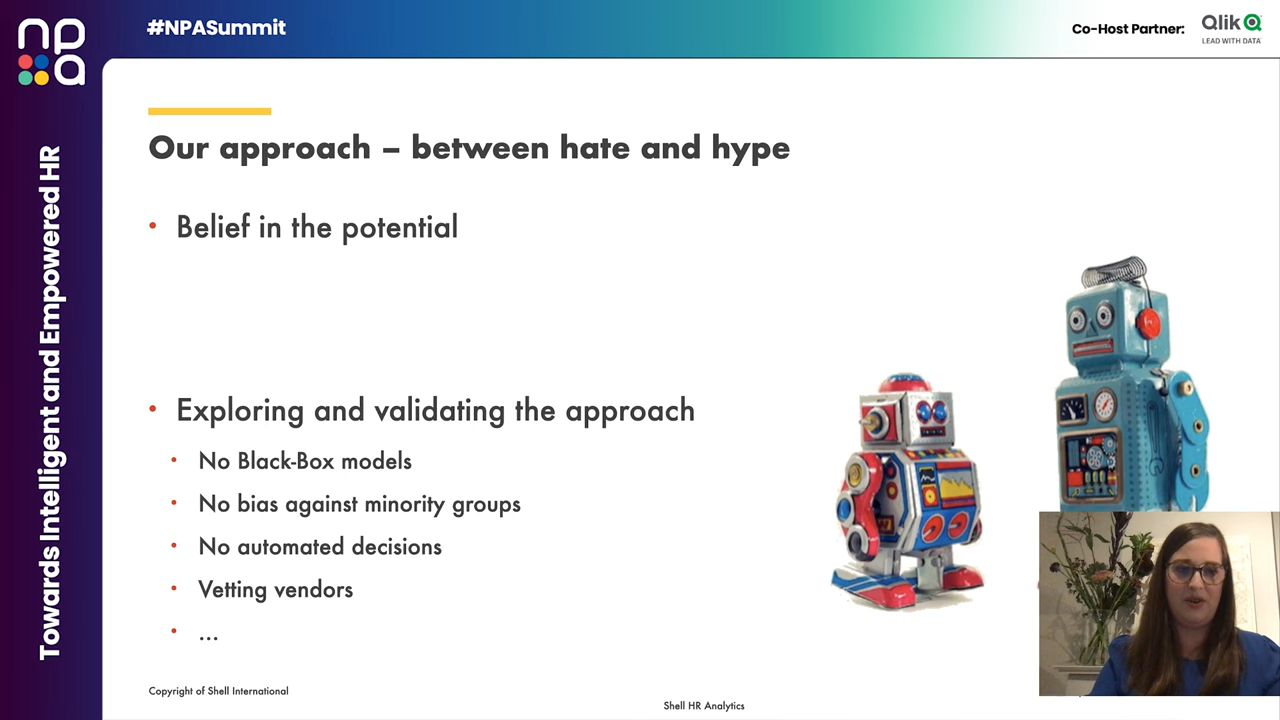 npa
#NPASummit
Co-Host Partner:
Qlik
LEAD WITH DATA
Towards Intelligent and Empowered HR
Our approach – between hate and hype
• Belief in the potential
• Exploring and validating the approach
• No Black-Box models
• No bias against minority groups
• No automated decisions
• Vetting vendors
• ...
Copyright of Shell International
Shell HR Analytics